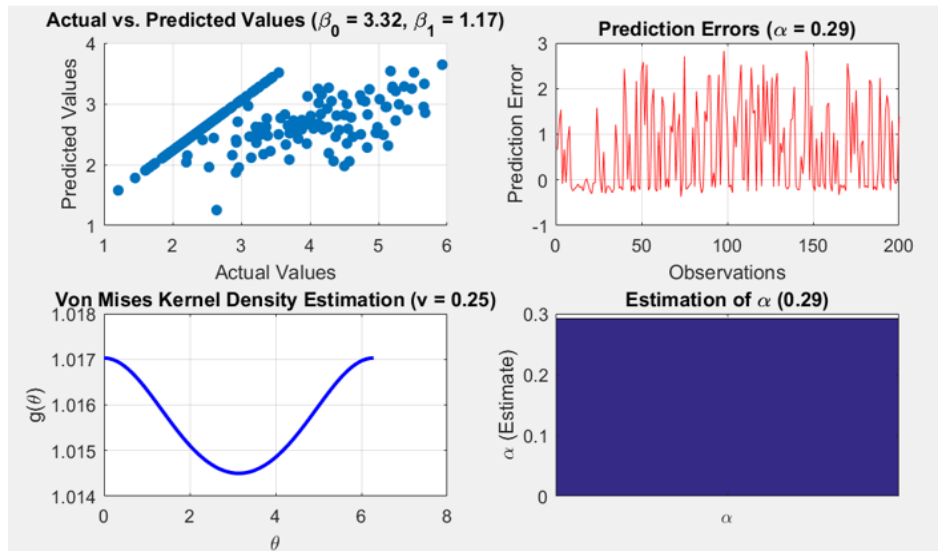 Actual vs. Predicted Values (β₀ = 3.32, β₁ = 1.17)
4
3
2
1
Predicted Values
1 2 3 4 5 6
Actual Values
Prediction Errors (α = 0.29)
3
2
1
0
-1
Prediction Error
0 50 100 150 200
Observations
Von Mises Kernel Density Estimation (v = 0.25)
1.018
1.017
1.016
1.015
1.014
g(θ)
0 2 4 6 8
θ
Estimation of α (0.29)
0.3
0.2
0.1
0
α (Estimate)
α